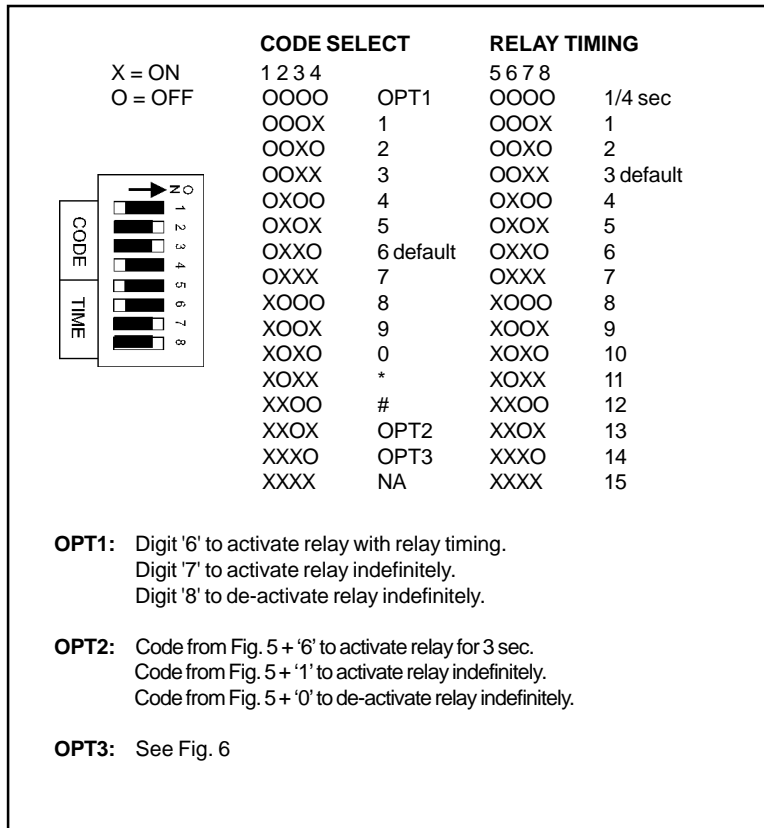 CODE SELECT RELAY TIMING
X = ON 1 2 3 4 5 6 7 8
O = OFF OOOO OPT1 OOOO 1/4 sec
OOOX 1 OOOX 1
OOXO 2 OOXO 2
OOXX 3 OOXX 3 default
OXOO 4 OXOO 4
OXOX 5 OXOX 5
OXXO 6 default OXXO 6
OXXX 7 OXXX 7
XOOO 8 XOOO 8
XOOX 9 XOOX 9
XOXO 0 XOXO 10
XOXX * XOXX 11
XXOO # XXOO 12
XXOX OPT2 XXOX 13
XXXO OPT3 XXXO 14
XXXX NA XXXX 15
ON
1
2
3
4
5
6
7
8
CODE
TIME
OPT1: Digit '6' to activate relay with relay timing.
Digit '7' to activate relay indefinitely.
Digit '8' to de-activate relay indefinitely.
OPT2: Code from Fig. 5 + ‘6’ to activate relay for 3 sec.
Code from Fig. 5 + ‘1’ to activate relay indefinitely.
Code from Fig. 5 + ‘0’ to de-activate relay indefinitely.
OPT3: See Fig. 6